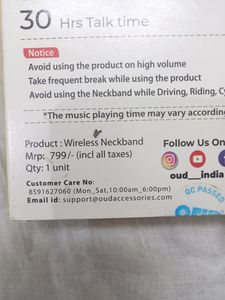 30 Hrs Talk time
Notice
Avoid using the product on high volume
Take frequent break while using the product
Avoid using the Neckband while Driving, Riding, Cy
*The music playing time may vary according
Product : Wireless Neckband
Mrp: 799/- (incl all taxes)
Qty: 1 unit
Follow Us On
oud__india
Customer Care No:
8591627060 (Mon_Sat,10:00am_6:00pm)
Email id: support@oudaccessories.com
QC PASSED